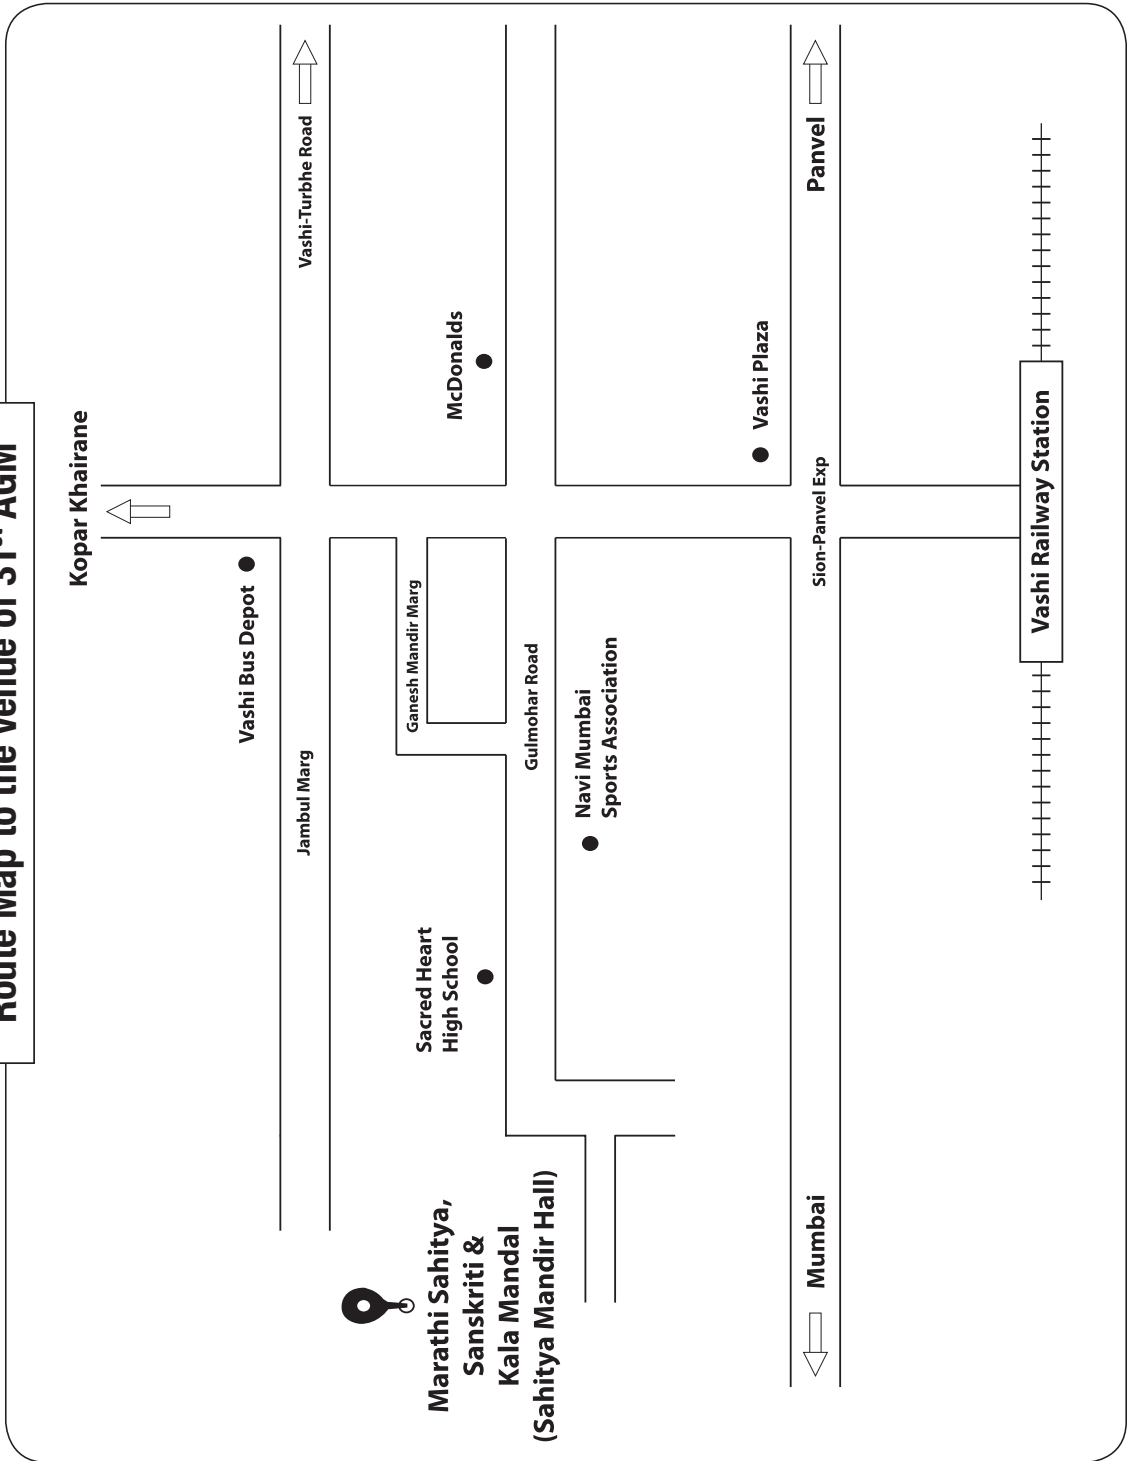 Route Map to the venue of 31st AGM
Kopar Khairane
Vashi Bus Depot
Jambul Marg
Vashi-Turbhe Road
Ganesh Mandir Marg
Sacred Heart
High School
McDonalds
Marathi Sahitya,
Sanskriti &
Kala Mandal
(Sahitya Mandir Hall)
Gulmohar Road
Navi Mumbai
Sports Association
Vashi Plaza
Mumbai
Sion-Panvel Exp
Panvel
Vashi Railway Station